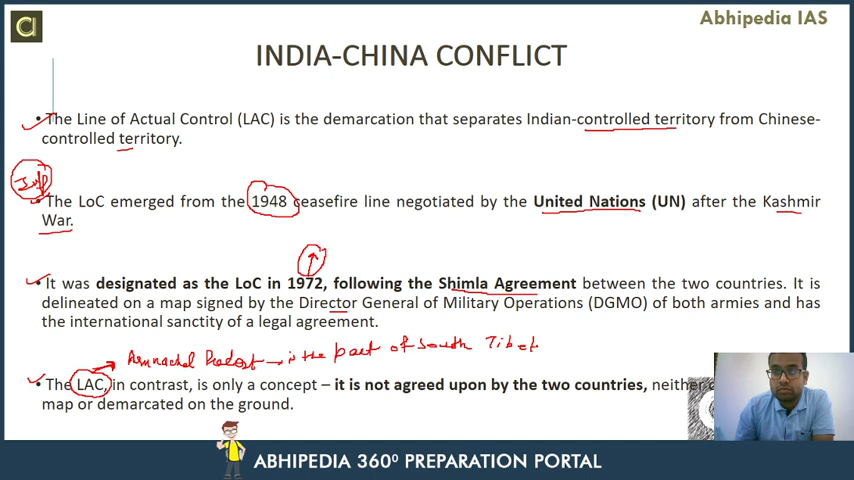 Abhipedia IAS
INDIA-CHINA CONFLICT
• The Line of Actual Control (LAC) is the demarcation that separates Indian-controlled territory from Chinese-
controlled territory.
Imp
• The LoC emerged from the 1948 ceasefire line negotiated by the United Nations (UN) after the Kashmir
War.
• It was designated as the LoC in 1972, following the Shimla Agreement between the two countries. It is
delineated on a map signed by the Director General of Military Operations (DGMO) of both armies and has
the international sanctity of a legal agreement.
is the part of South Tibet
• The LAC, in contrast, is only a concept – it is not agreed upon by the two countries, neither
map or demarcated on the ground.
ABHIPEDIA 360⁰ PREPARATION PORTAL